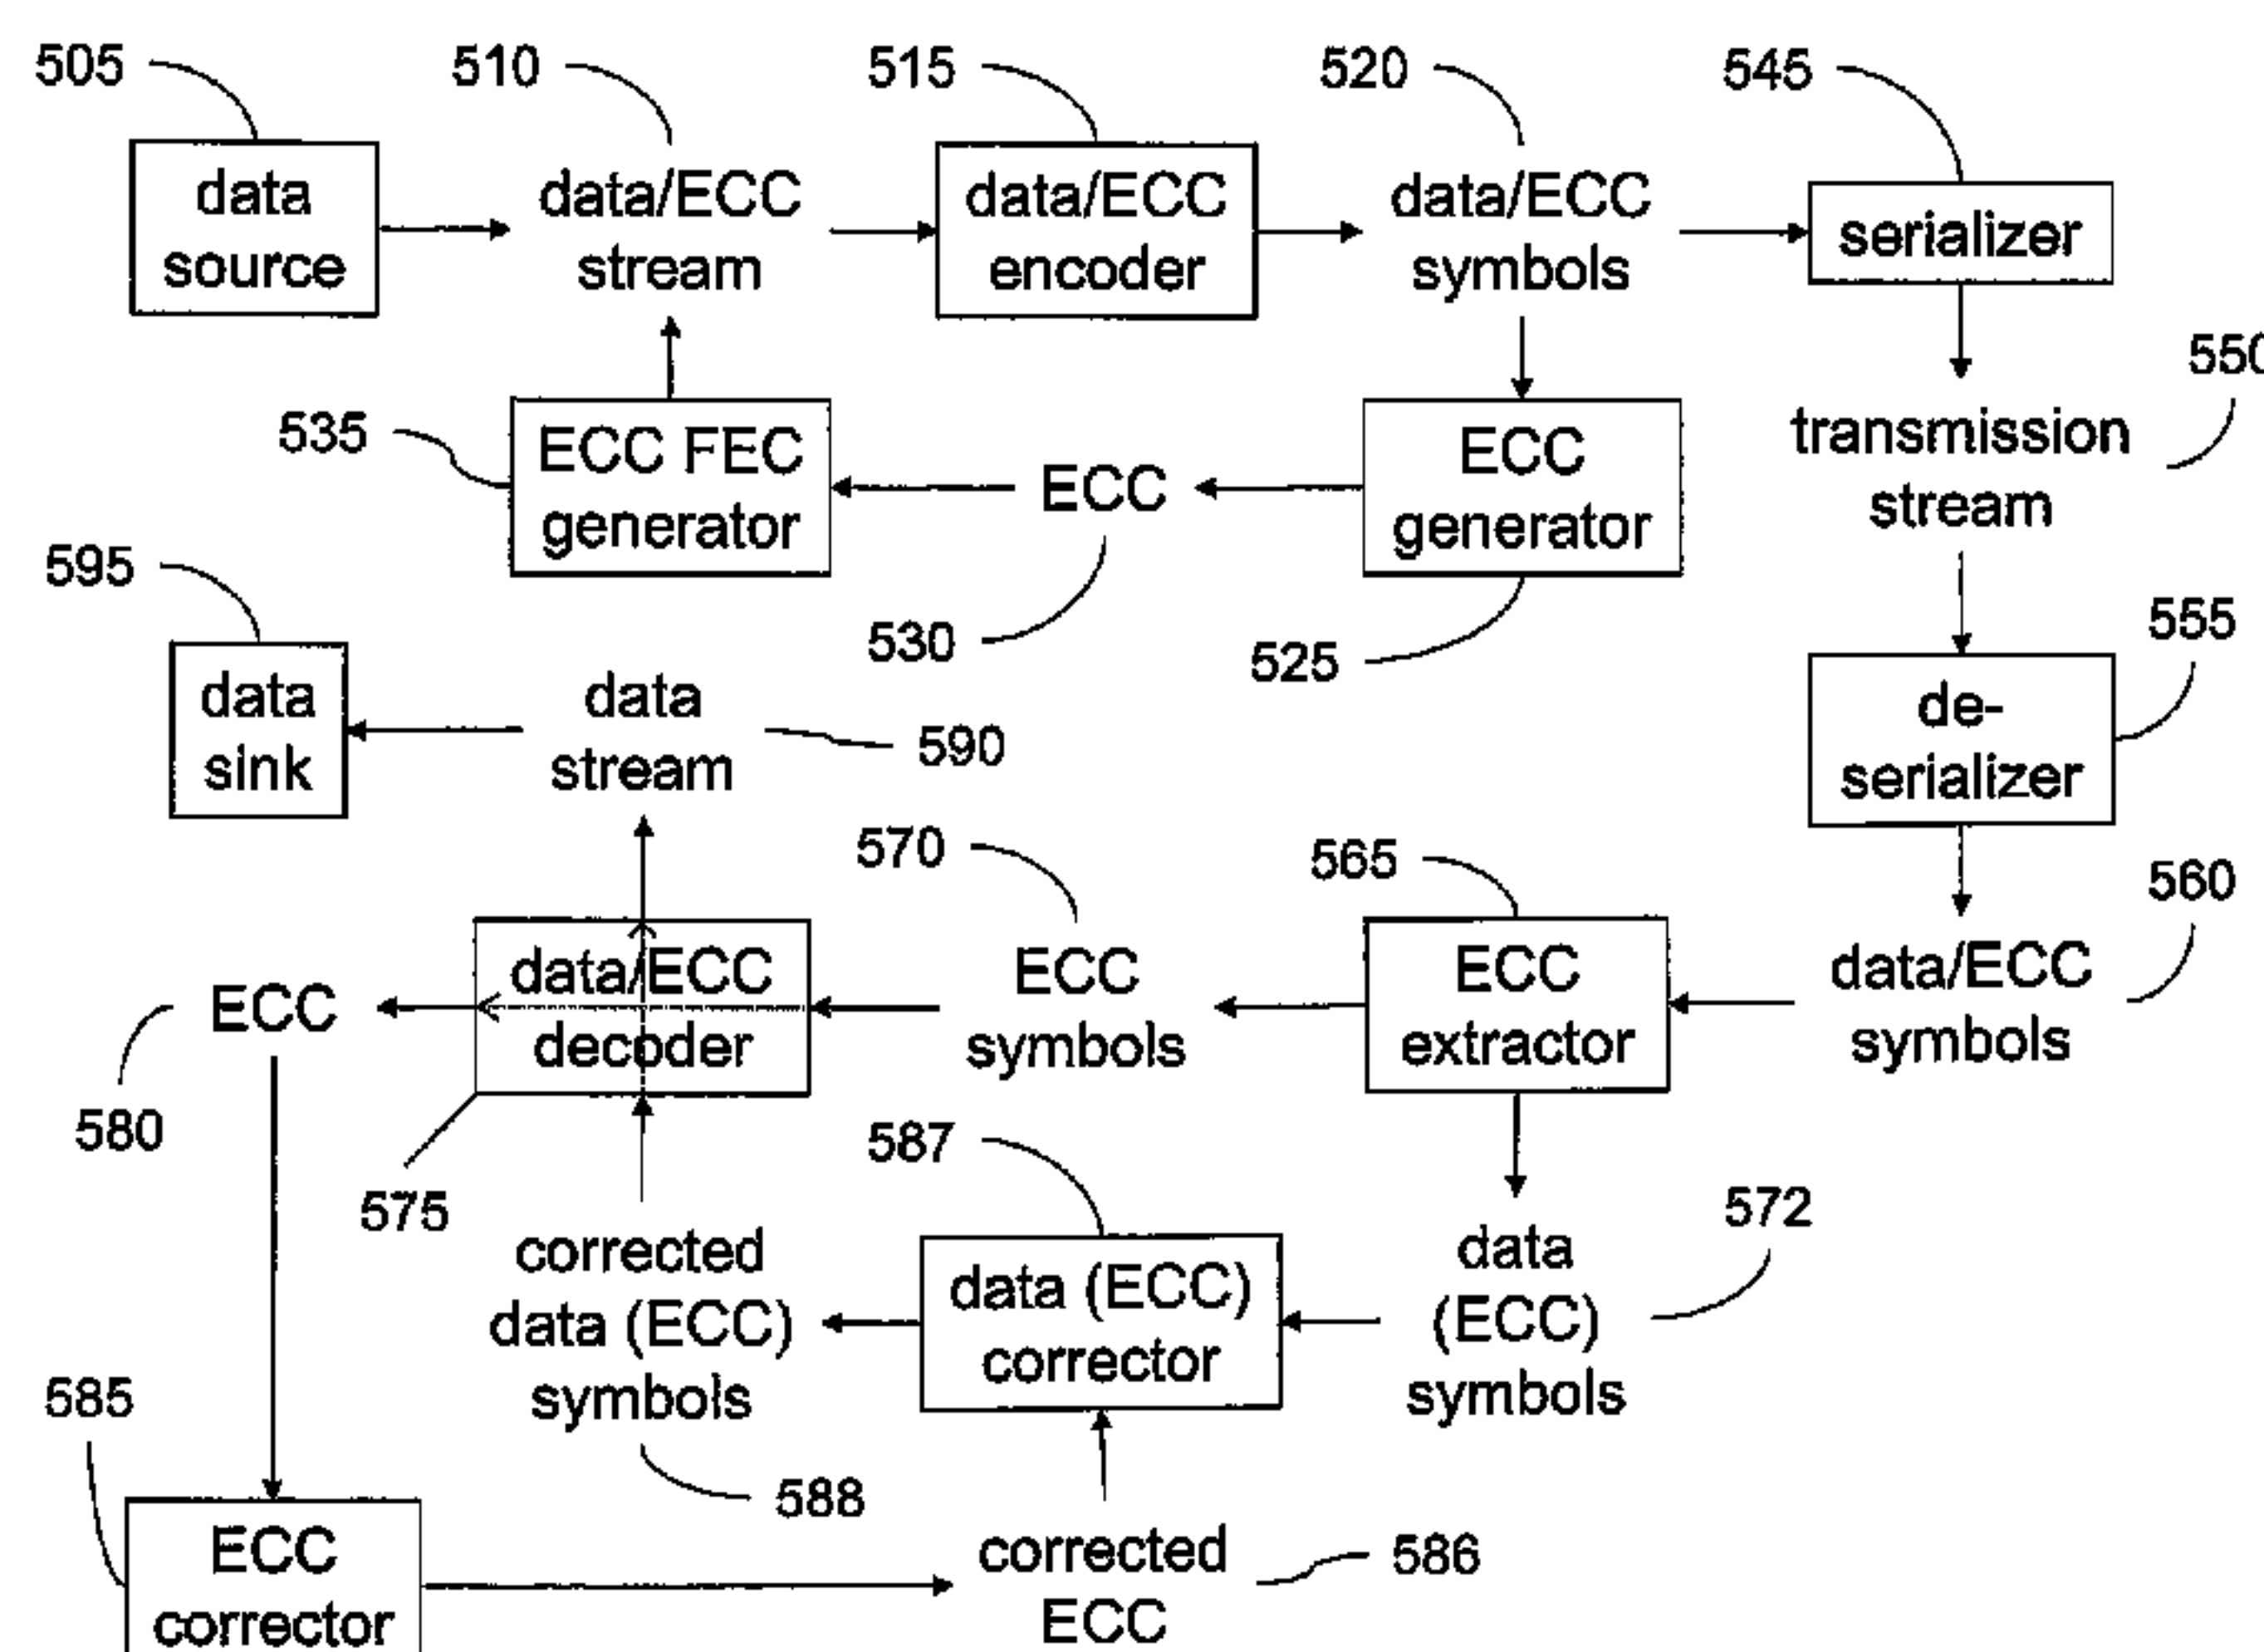 505
510
515
520
545
data
source
data/ECC
stream
data/ECC
encoder
data/ECC
symbols
serializer
550
535
ECC FEC
generator
ECC
ECC
generator
transmission
stream
595
530
525
555
data
sink
data
stream
590
de-
serializer
570
565
560
ECC
data/ECC
decoder
ECC
symbols
ECC
extractor
data/ECC
symbols
580
575
587
572
corrected
data (ECC)
symbols
data (ECC)
corrector
data
(ECC)
symbols
585
588
ECC
corrector
corrected
ECC
586